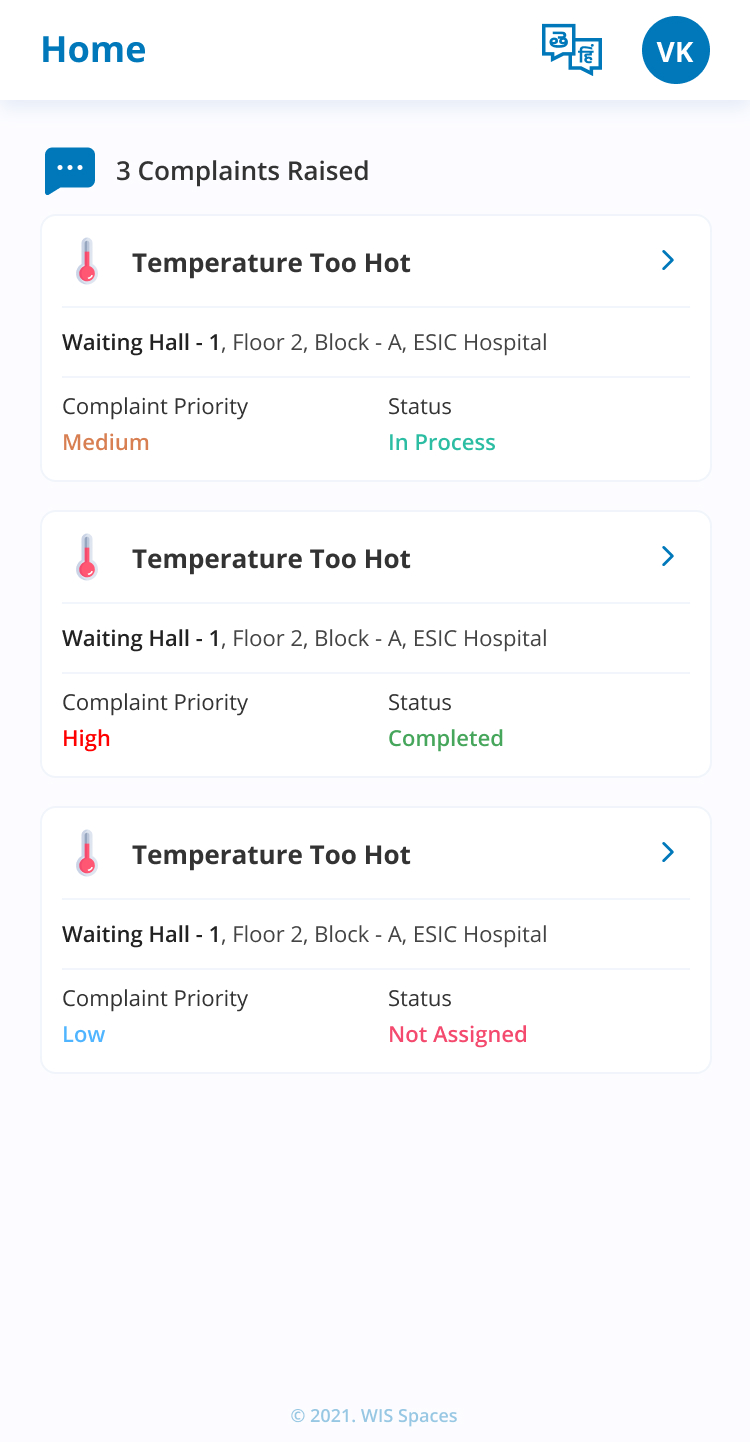 Home
తె
हिं
VK
3 Complaints Raised
Temperature Too Hot
Waiting Hall - 1, Floor 2, Block - A, ESIC Hospital
Complaint Priority Status
Medium In Process
Temperature Too Hot
Waiting Hall - 1, Floor 2, Block - A, ESIC Hospital
Complaint Priority Status
High Completed
Temperature Too Hot
Waiting Hall - 1, Floor 2, Block - A, ESIC Hospital
Complaint Priority Status
Low Not Assigned
© 2021. WIS Spaces